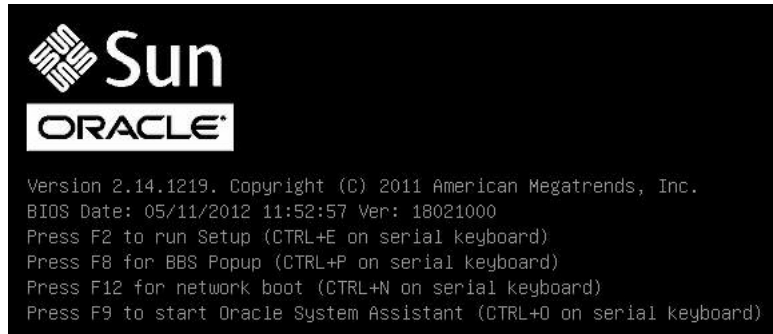 Sun
ORACLE
Version 2.14.1219. Copyright (C) 2011 American Megatrends, Inc.
BIOS Date: 05/11/2012 11:52:57 Ver: 18021000
Press F2 to run Setup (CTRL+E on serial keyboard)
Press F8 for BBS Popup (CTRL+P on serial keyboard)
Press F12 for network boot (CTRL+N on serial keyboard)
Press F9 to start Oracle System Assistant (CTRL+O on serial keyboard)